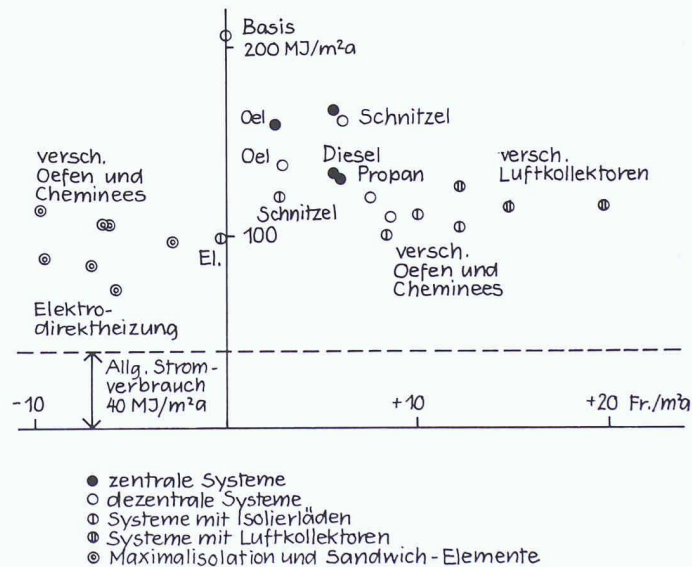 Basis
200 MJ/m²a
Oel
Schnitzel
Oel
Diesel
Propan
versch.
Luftkollektoren
versch.
Oefen und
Cheminees
Schnitzel
El.
100
versch.
Oefen und
Cheminees
Elektro-
direktheizung
Allg. Strom-
verbrauch
40 MJ/m²a
-10
+10
+20 Fr./m²a
zentrale Systeme
dezentrale Systeme
Systeme mit Isolierläden
Systeme mit Luftkollektoren
Maximalisolation und Sandwich-Elemente